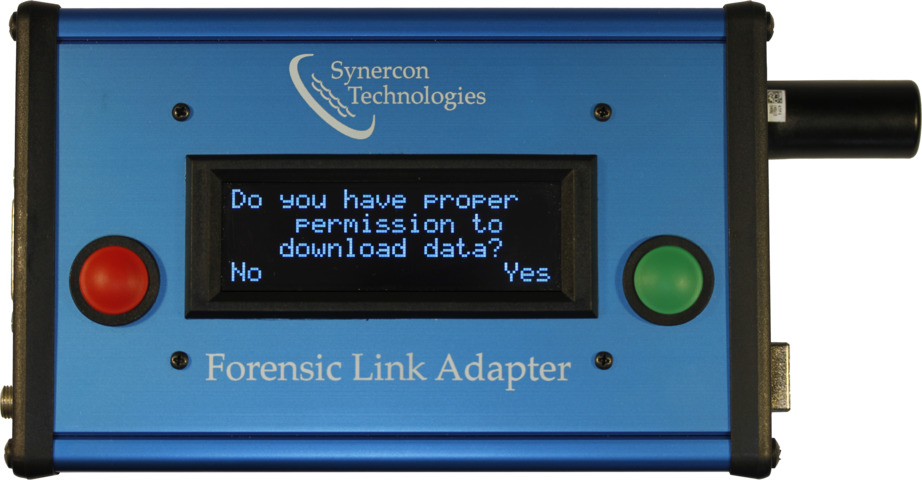 Synercon
Technologies
Do you have proper
permission to
download data?
No Yes
Forensic Link Adapter